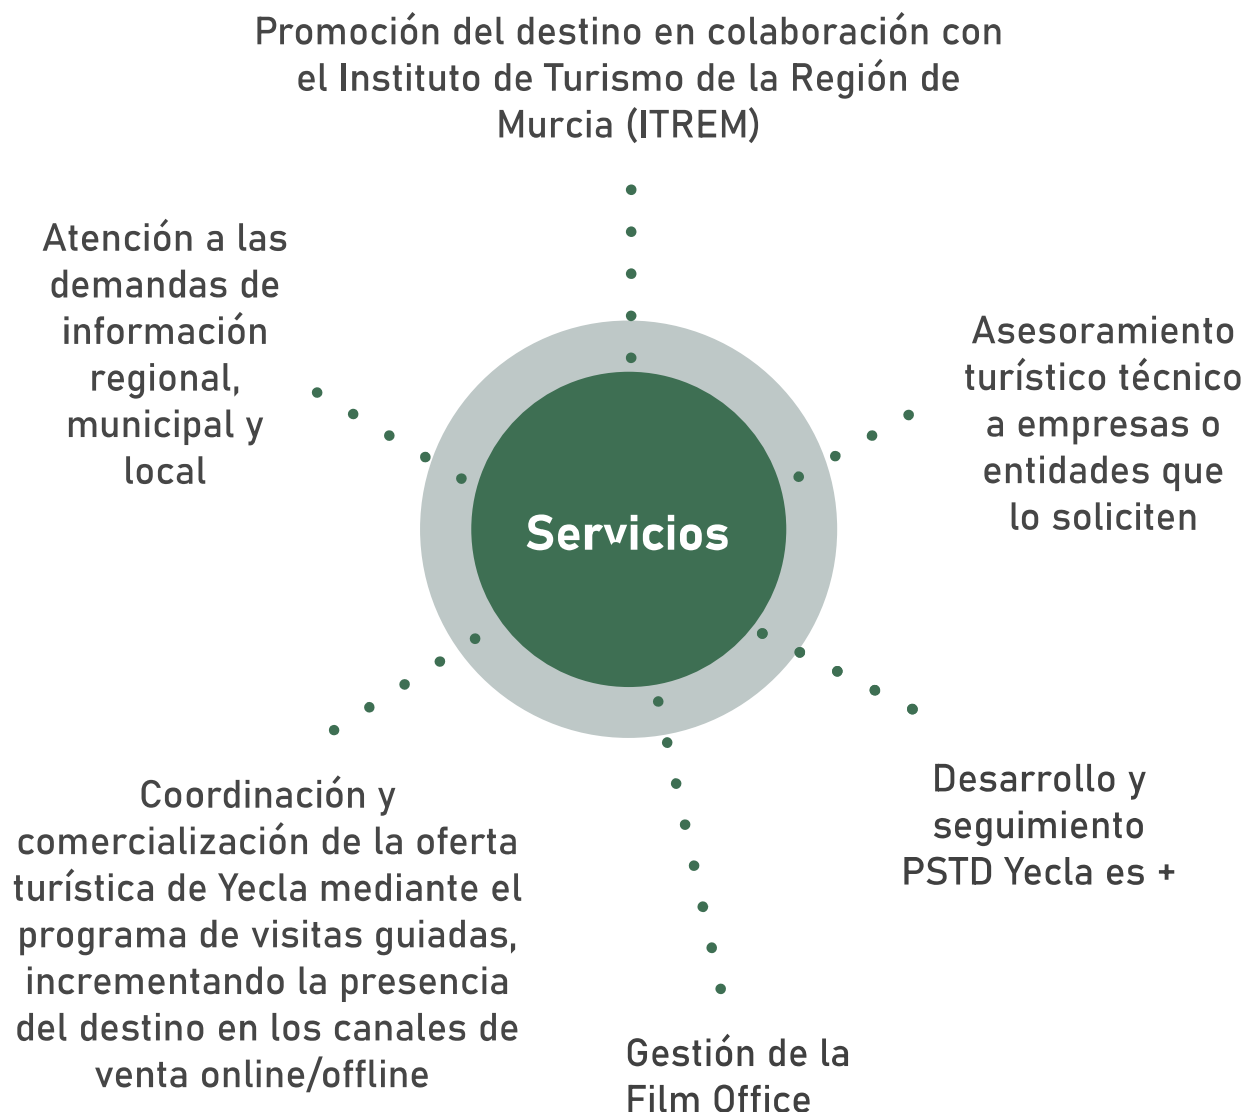 Promoción del destino en colaboración con
el Instituto de Turismo de la Región de
Murcia (ITREM)
Atención a las
demandas de
información
regional,
municipal y
local
Asesoramiento
turístico técnico
a empresas o
entidades que
lo soliciten
Servicios
Coordinación y
comercialización de la oferta
turística de Yecla mediante el
programa de visitas guiadas,
incrementando la presencia
del destino en los canales de
venta online/offline
Desarrollo y
seguimiento
PSTD Yecla es +
Gestión de la
Film Office